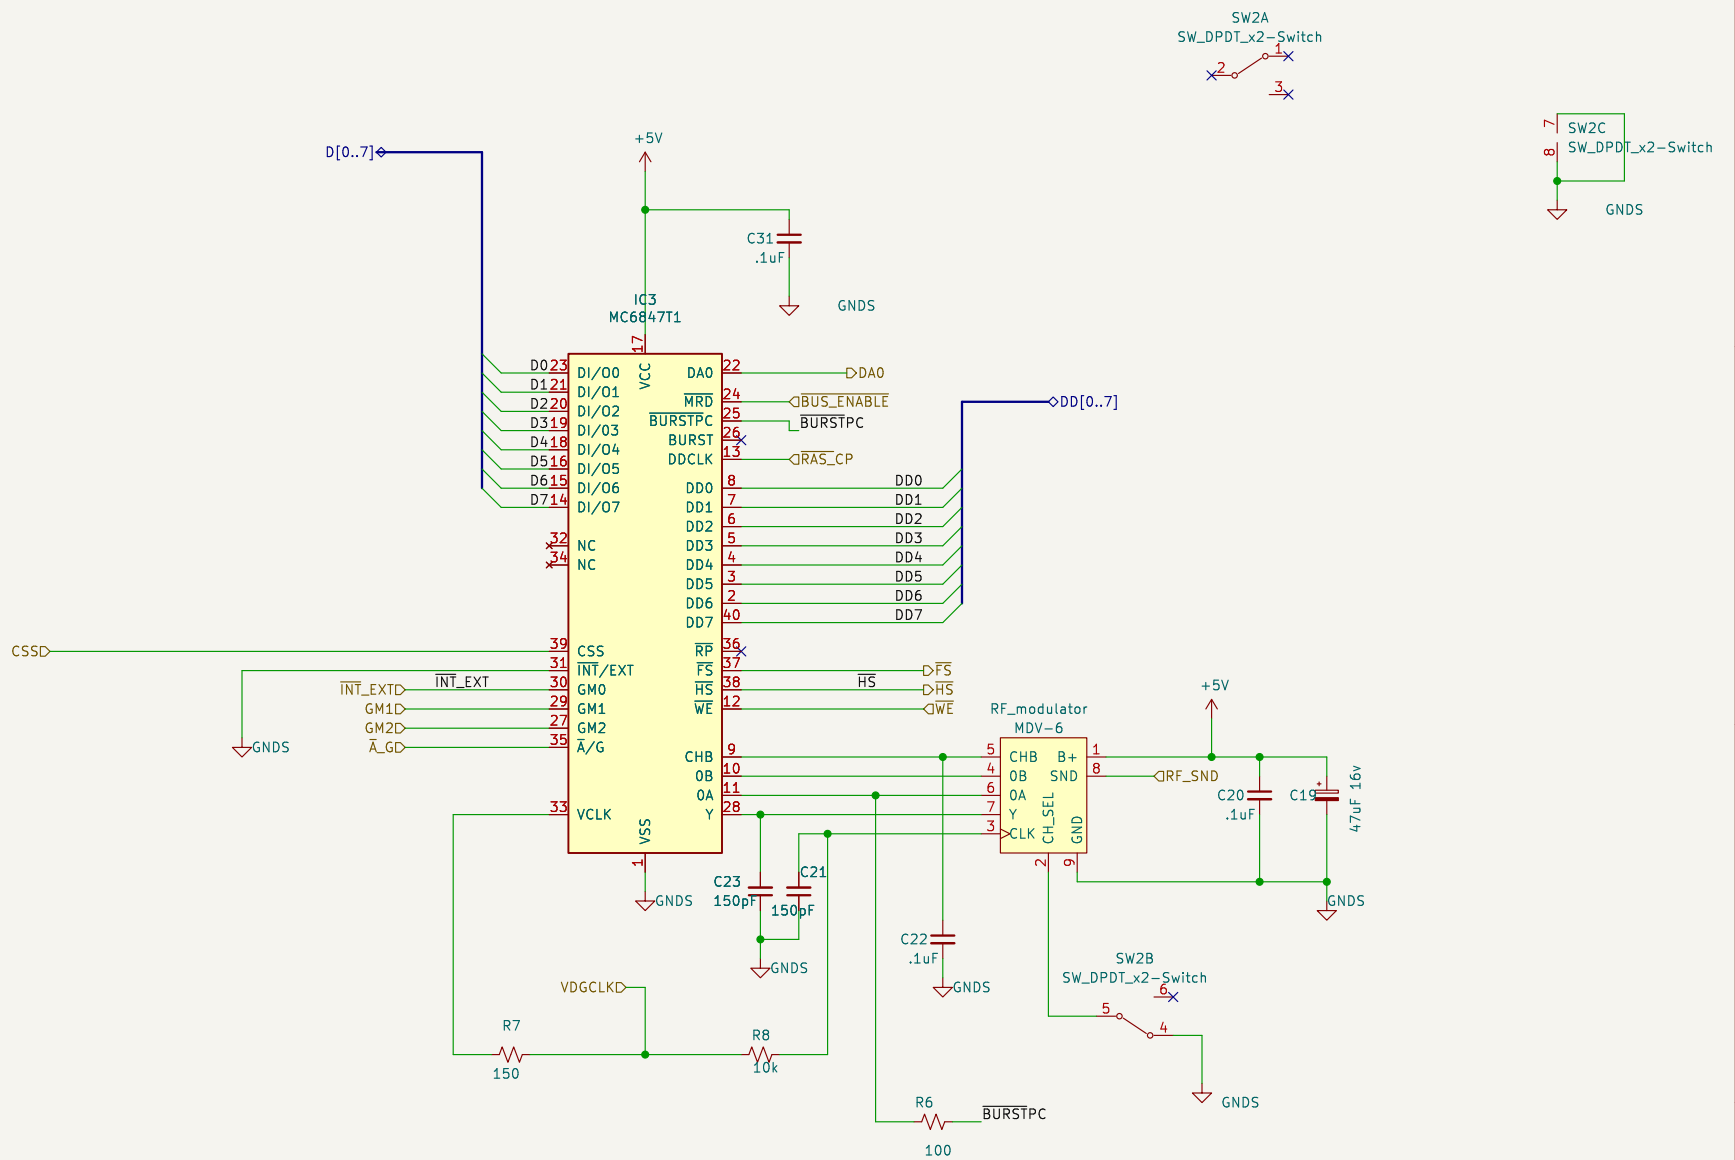 SW2A
SW_DPDT_x2-Switch
1
2
3
7
SW2C
8
SW_DPDT_x2-Switch
GNDS
+5V
D[0..7]
C31
.1uF
GNDS
IC3
MC6847T1
17
VCC
D0 23 DI/O0
D1 21 DI/O1
D2 20 DI/O2
D3 19 DI/03
D4 18 DI/O4
D5 16 DI/O5
D6 15 DI/O6
D7 14 DI/O7
32 NC
34 NC
CSS 39 CSS
31 INT/EXT
INT_EXT INT_EXT 30 GM0
GM1 29 GM1
GM2 27 GM2
A_G 35 A/G
GNDS
33 VCLK
VSS
1
GNDS
DA0 22 DA0
MRD 24 BUS_ENABLE
BURSTPC 25 BURSTPC
BURST 26
DDCLK 13 RAS_CP
DD[0..7]
DD0 8 DD0
DD1 7 DD1
DD2 6 DD2
DD3 5 DD3
DD4 4 DD4
DD5 3 DD5
DD6 2 DD6
DD7 40 DD7
RP 36
FS 37 FS
HS 38 HS HS
WE 12 WE
CHB 9
0B 10
0A 11
Y 28
RF_modulator
MDV-6
5 CHB B+ 1
4 0B SND 8 RF_SND
6 0A
7 Y
3 CLK
CH_SEL
GND
2
9
+5V
C20
.1uF
C19
+
47uF 16v
GNDS
C23
150pF
C21
150pF
GNDS
C22
.1uF
GNDS
SW2B
SW_DPDT_x2-Switch
6
5
4
GNDS
VDGCLK
R7
150
R8
10k
R6
100
BURSTPC